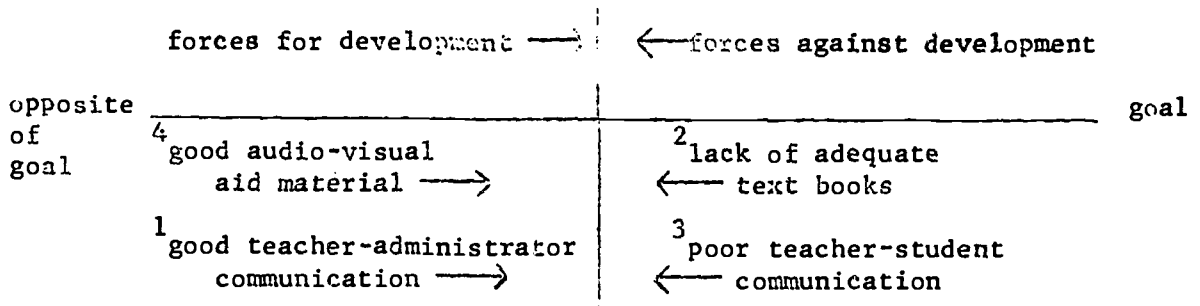 forces for development → ← forces against development
opposite of goal
goal
4 good audio-visual
aid material →
2 lack of adequate
← text books
1 good teacher-administrator
communication →
3 poor teacher-student
← communication